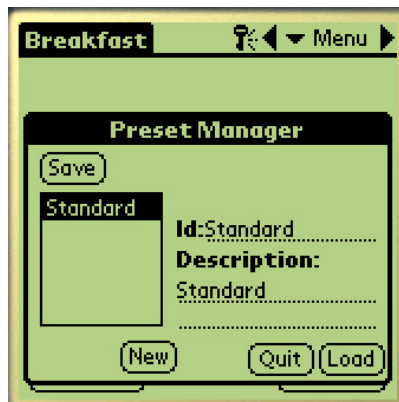 Breakfast Menu
Preset Manager
Save
Standard
Id:Standard
Description:
Standard
New Quit Load